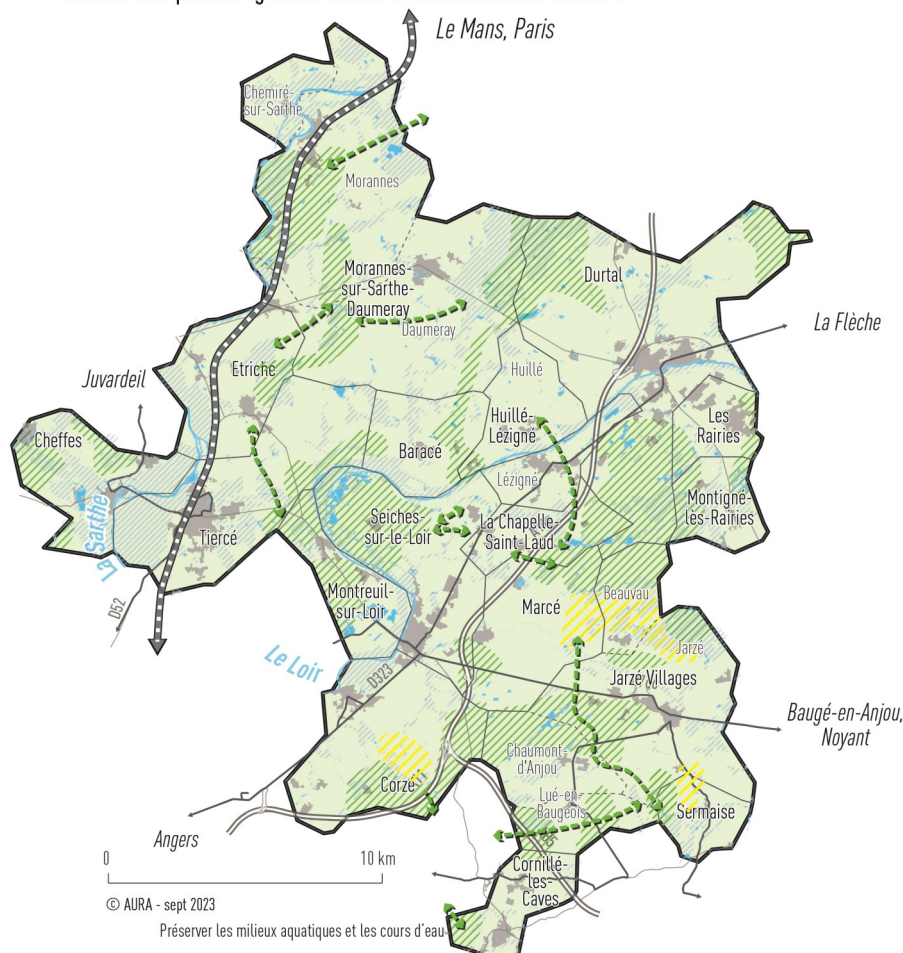 Le Mans, Paris
Chemiré-
sur-Sarthe
Morannes
Morannes-
sur-Sarthe-
Daumeray
Daumeray
Durtal
La Flèche
Juvardeil
Etriché
Huillé
Cheffes
Huillé-
Lézigné
Les
Rairies
Baracé
Lézigné
Montigné-
lès-Rairies
La Sarthe
Tiercé
Seiches-
sur-le-Loir
La Chapelle-
Saint-Laud
D52
Montreuil-
sur-Loir
Marcé
Beauvau
Jarzé
Le Loir
D323
Jarzé Villages
Baugé-en-Anjou,
Noyant
Chaumont-
d'Anjou
Corzé
Lué-en-
Baugeois
Sermaise
Angers
Cornillé-
les-
Caves
0
10 km
© AURA - sept 2023
Préserver les milieux aquatiques et les cours d'eau